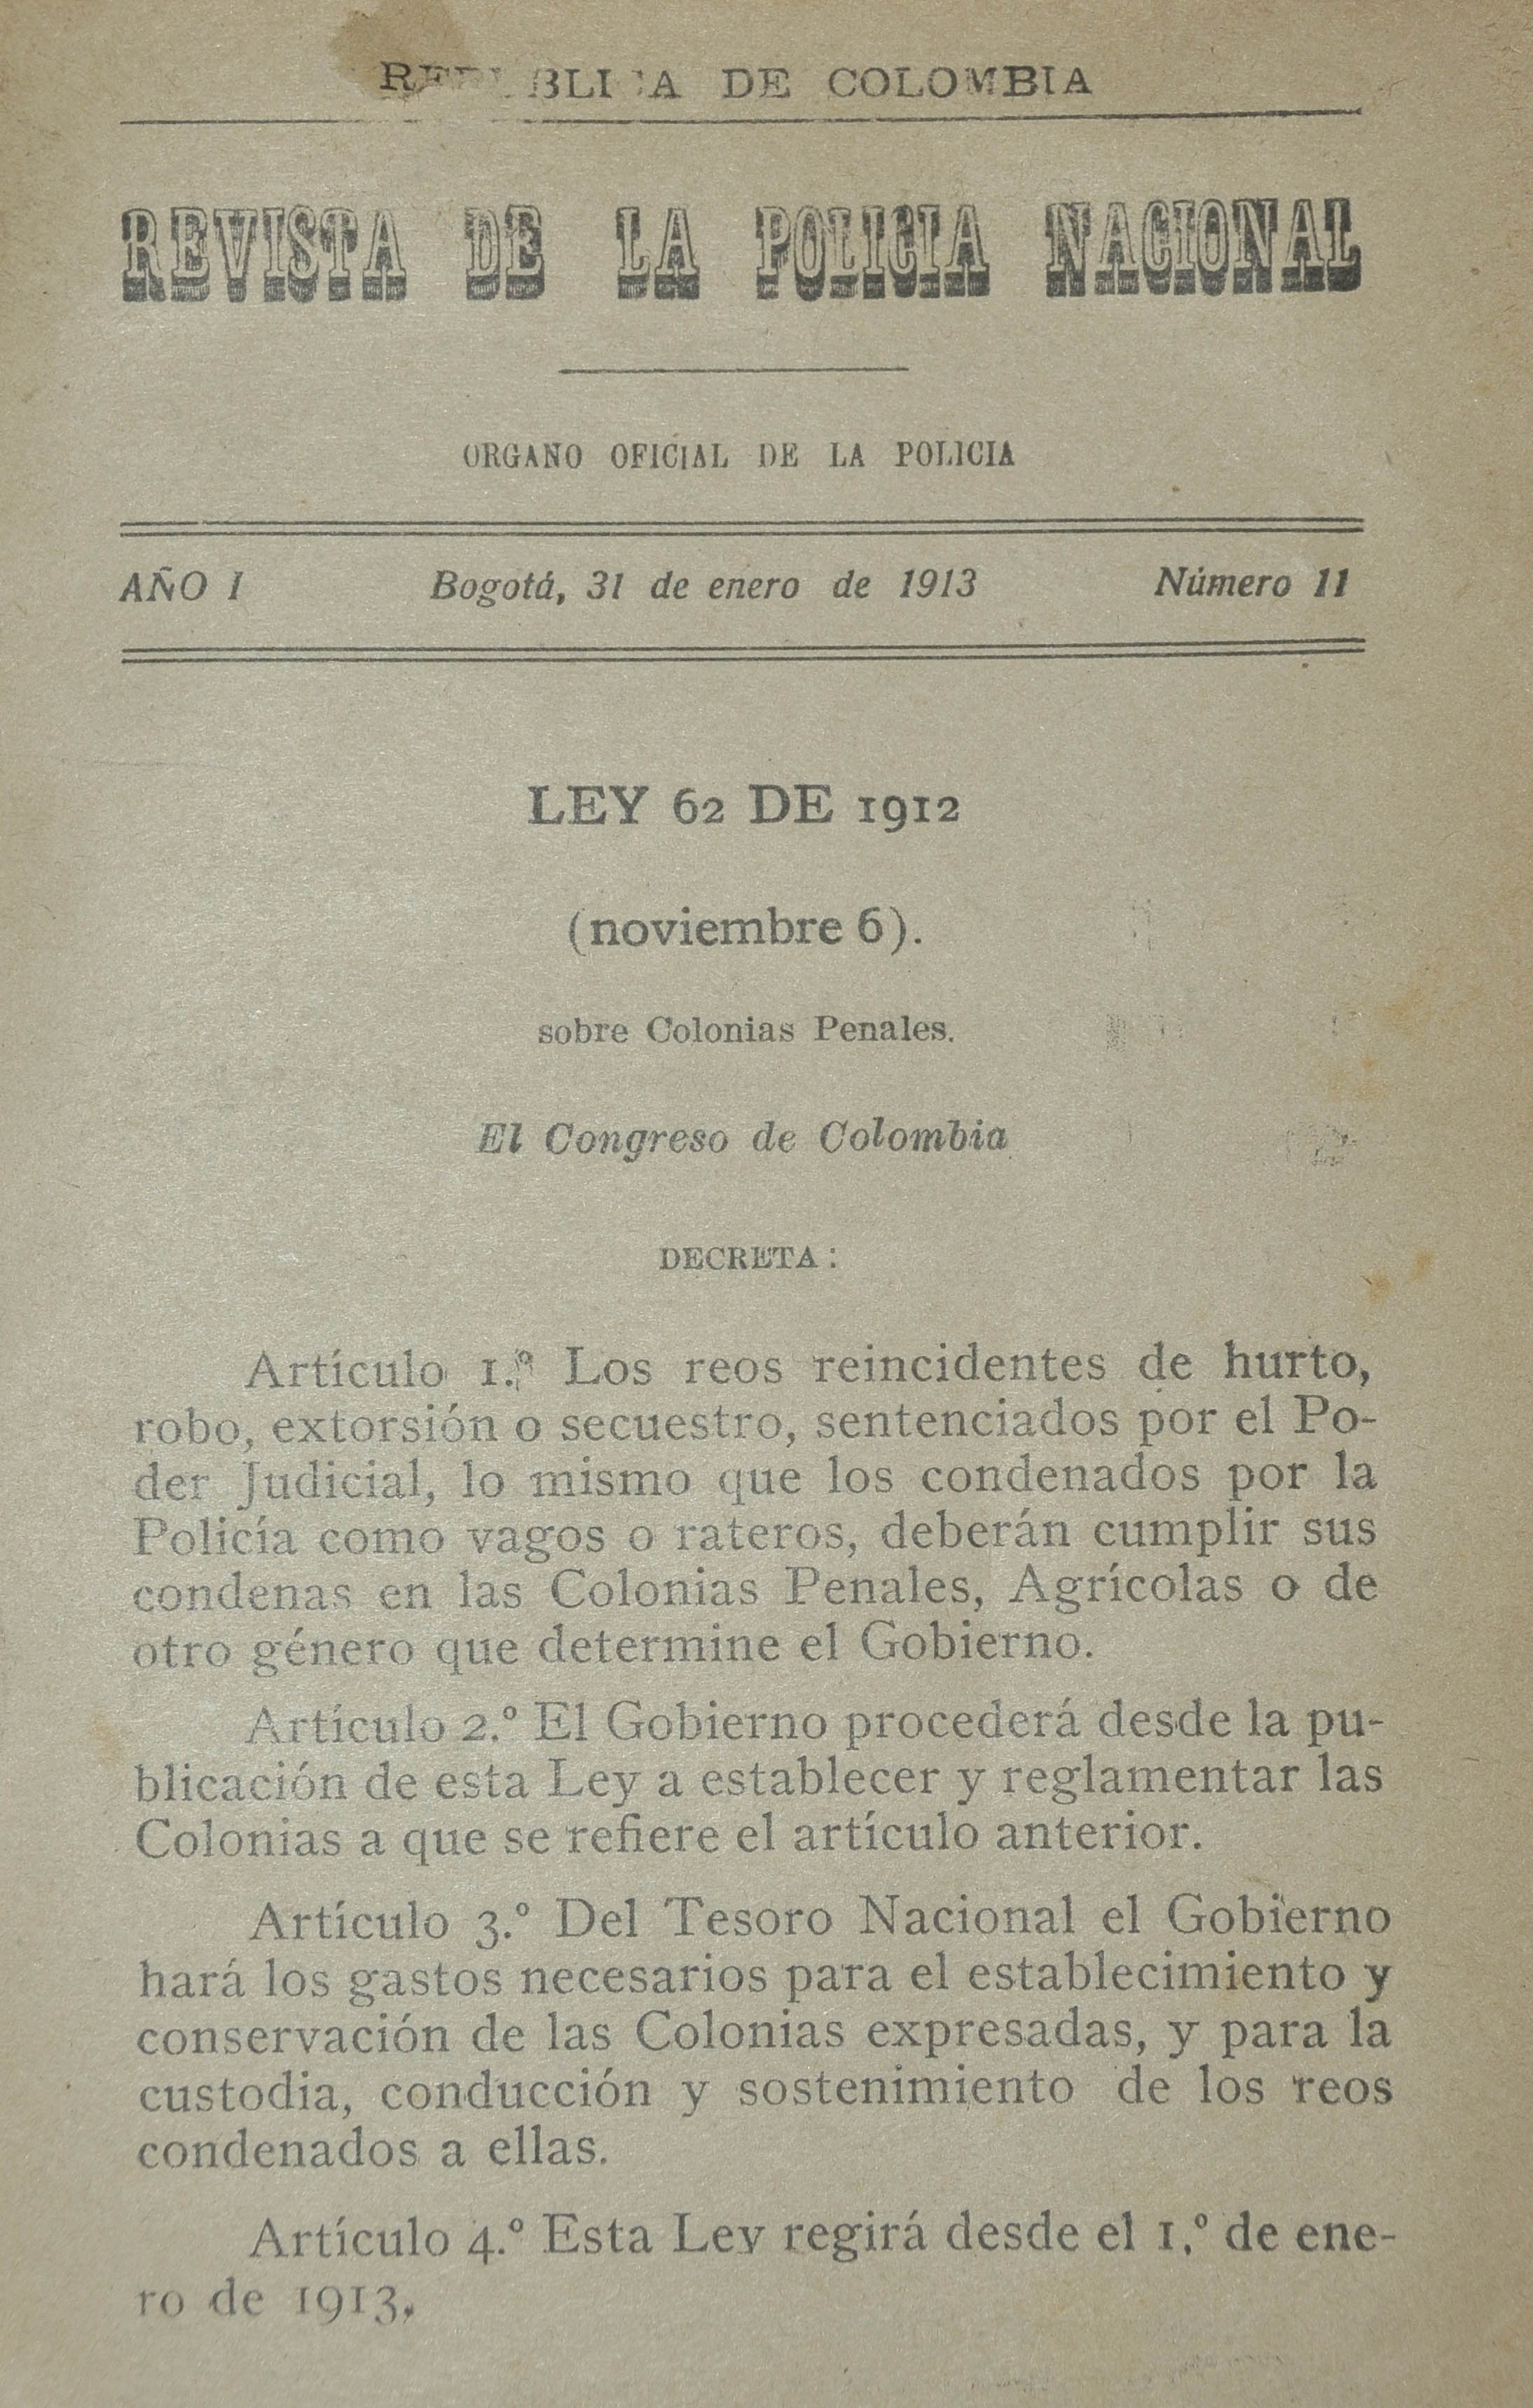 REPUBLICA DE COLOMBIA
REVISTA DE LA POLICIA NACIONAL
ORGANO OFICIAL DE LA POLICIA
AÑO I Bogotá, 31 de enero de 1913 Número 11
LEY 62 DE 1912
(noviembre 6).
sobre Colonias Penales.
El Congreso de Colombia
DECRETA:
Artículo 1.º Los reos reincidentes de hurto,
robo, extorsión o secuestro, sentenciados por el Po-
der Judicial, lo mismo que los condenados por la
Policía como vagos o rateros, deberán cumplir sus
condenas en las Colonias Penales, Agrícolas o de
otro género que determine el Gobierno.
Artículo 2.º El Gobierno procederá desde la pu-
blicación de esta Ley a establecer y reglamentar las
Colonias a que se refiere el artículo anterior.
Artículo 3.º Del Tesoro Nacional el Gobierno
hará los gastos necesarios para el establecimiento y
conservación de las Colonias expresadas, y para la
custodia, conducción y sostenimiento de los reos
condenados a ellas.
Artículo 4.º Esta Ley regirá desde el 1.º de ene-
ro de 1913.